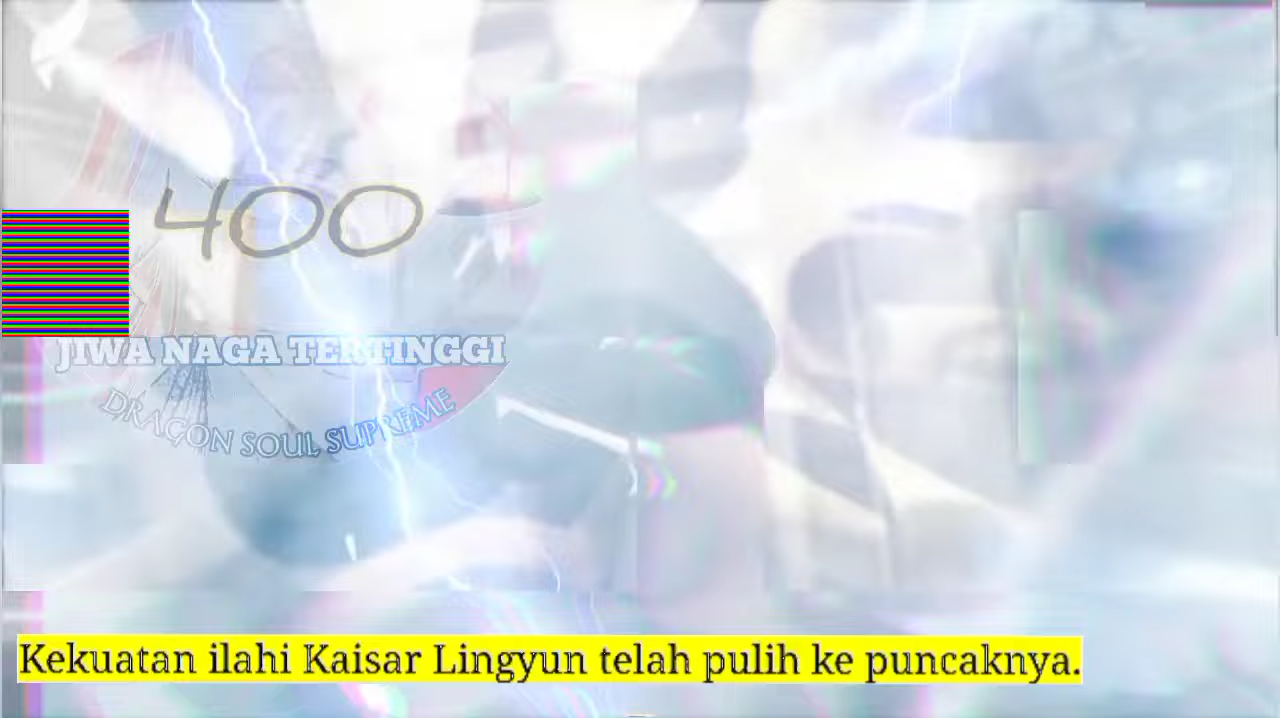 400
JIWA NAGA TERTINGGI
DRAGON SOUL SUPREME
Kekuatan ilahi Kaisar Lingyun telah pulih ke puncaknya.